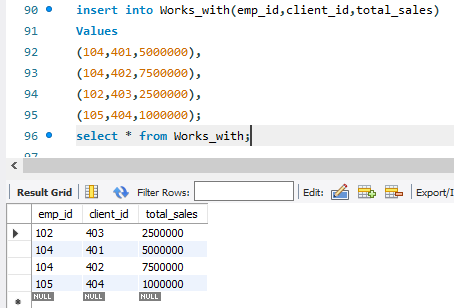 90 insert into Works_with(emp_id,client_id,total_sales)
91 Values
92 (104,401,5000000),
93 (104,402,7500000),
94 (102,403,2500000),
95 (105,404,1000000);
96 select * from Works_with;
97
Result Grid Filter Rows: Edit: Export/I
emp_id client_id total_sales
102 403 2500000
104 401 5000000
104 402 7500000
105 404 1000000
NULL NULL NULL